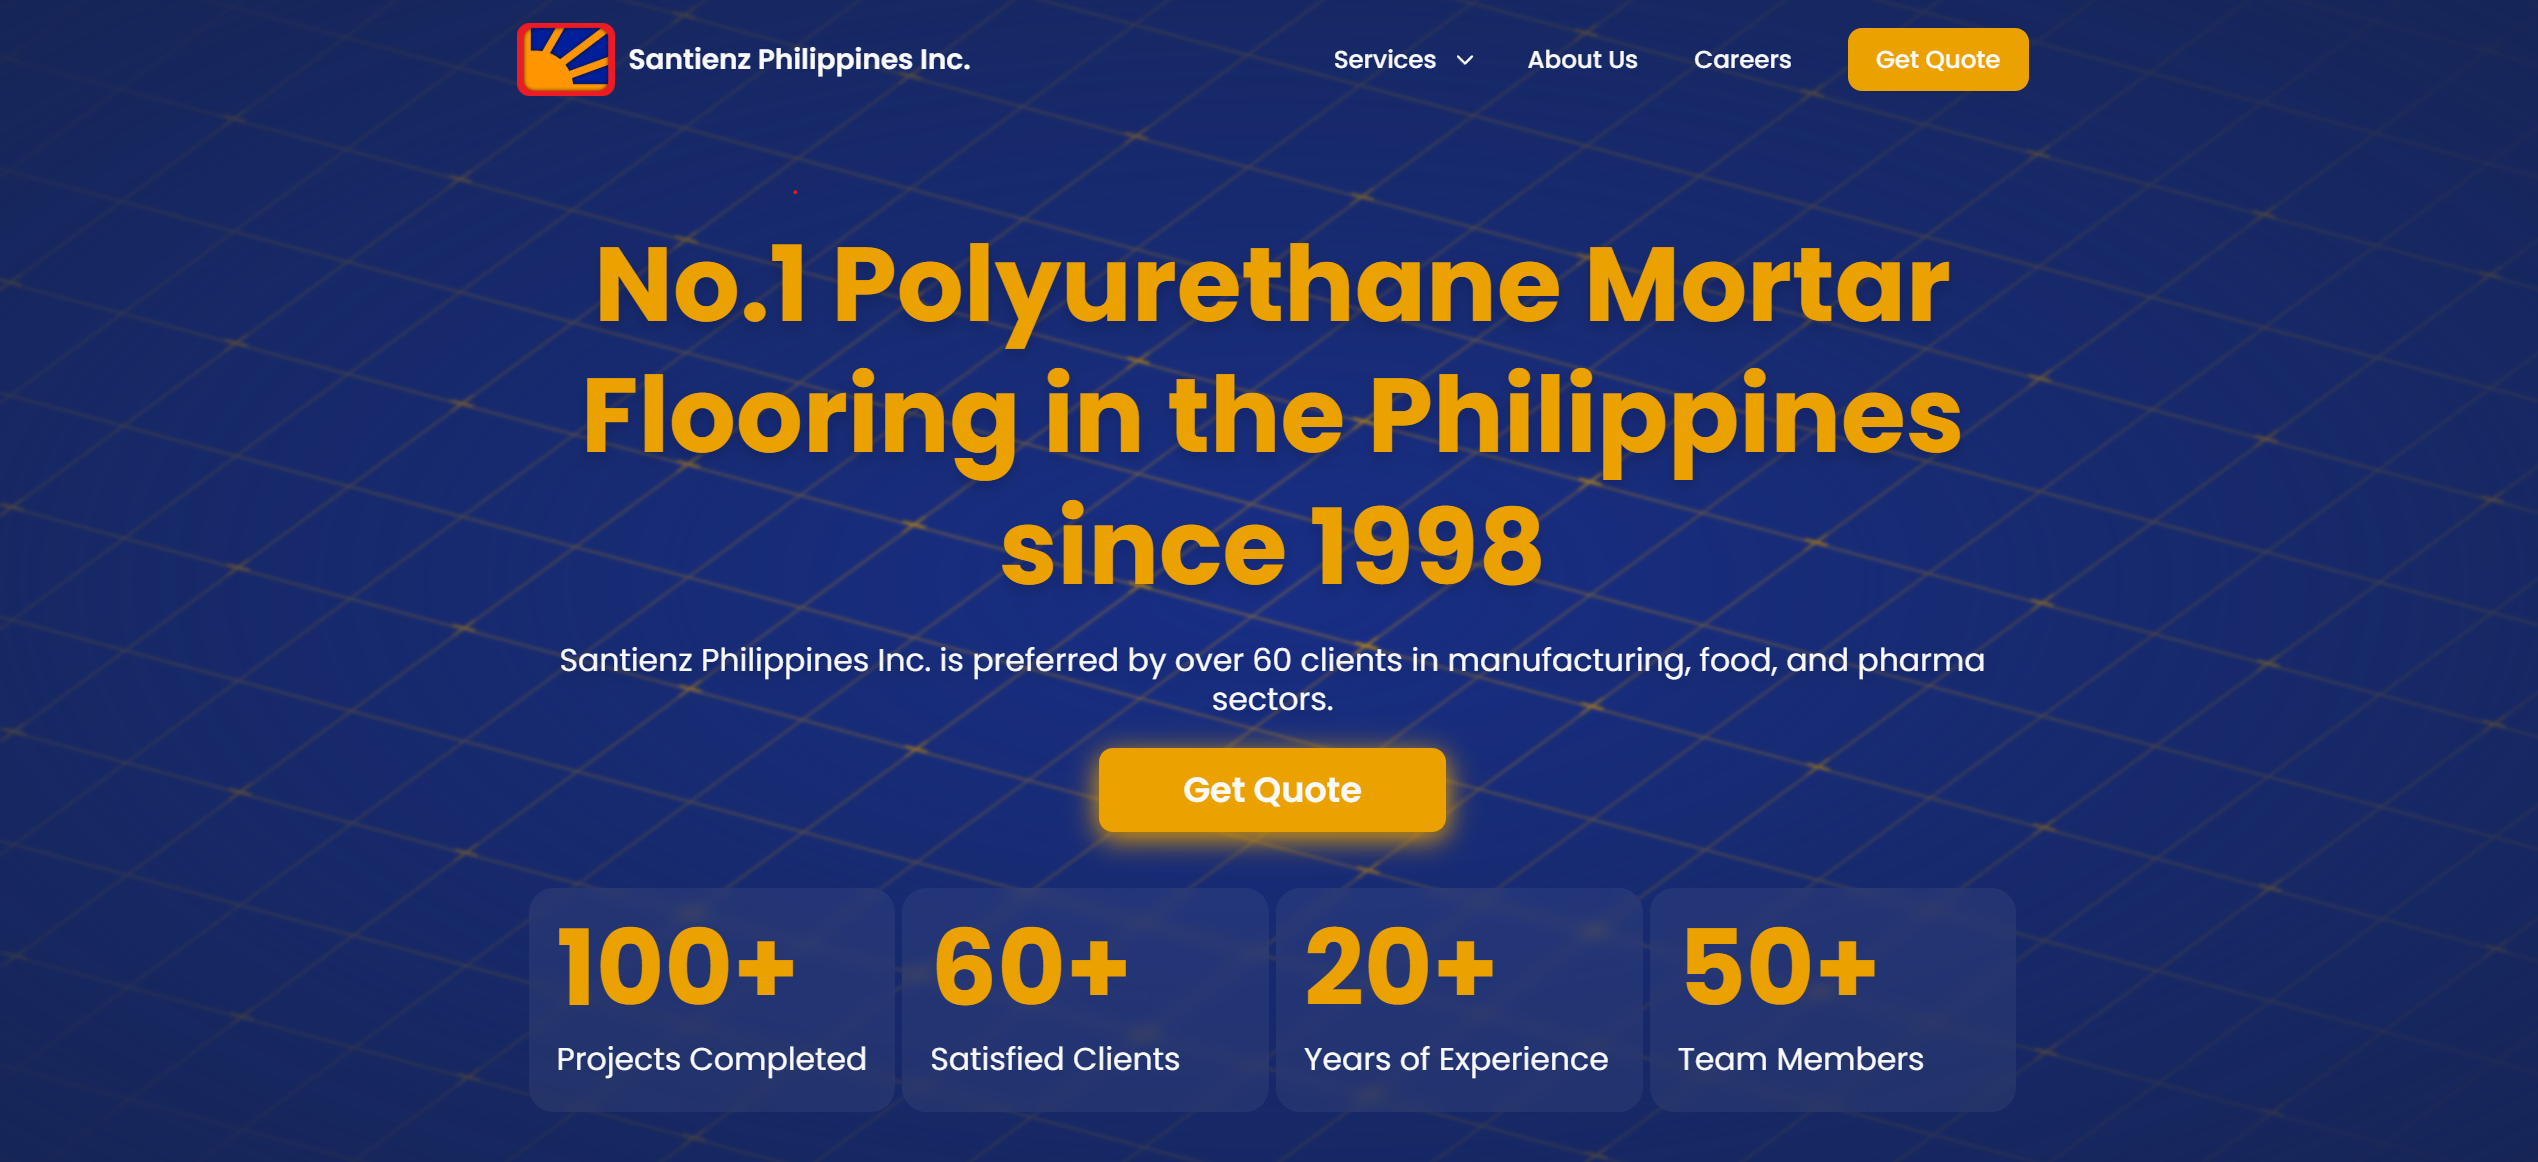 Santienz Philippines Inc.
Services
About Us
Careers
Get Quote
No.1 Polyurethane Mortar
Flooring in the Philippines
since 1998
Santienz Philippines Inc. is preferred by over 60 clients in manufacturing, food, and pharma
sectors.
Get Quote
100+
Projects Completed
60+
Satisfied Clients
20+
Years of Experience
50+
Team Members